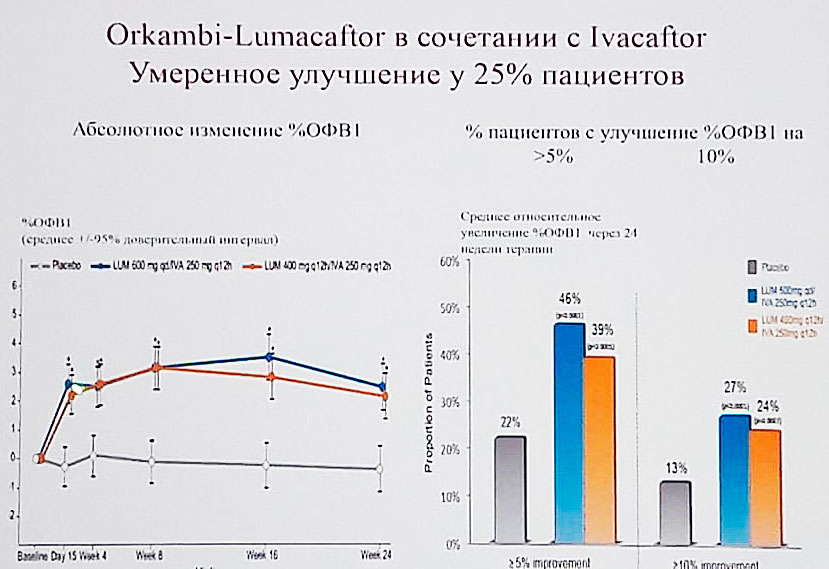 Orkambi-Lumacaftor в сочетании с Ivacaftor
Умеренное улучшение у 25% пациентов
Абсолютное изменение %ОФВ1
% пациентов с улучшение %ОФВ1 на
>5% 10%
%ОФВ1
(среднее +/-95% доверительный интервал)
Placebo LUM 600 mg qd/IVA 250 mg q12h LUM 400 mg q12h/IVA 250 mg q12h
6
5
4
3
2
1
0
-1
2
Baseline Day 15 Week 4 Week 8 Week 16 Week 24
Среднее относительное
увеличение %ОФВ1 через 24
недели терапии
Placebo
LUM 600mg qd/
IVA 250mg q12h
LUM 400mg q12h/
IVA 250mg q12h
Proportion of Patients
60%
50%
40%
30%
20%
10%
0%
22%
46%
39%
13%
27%
24%
≥5% improvement ≥10% improvement